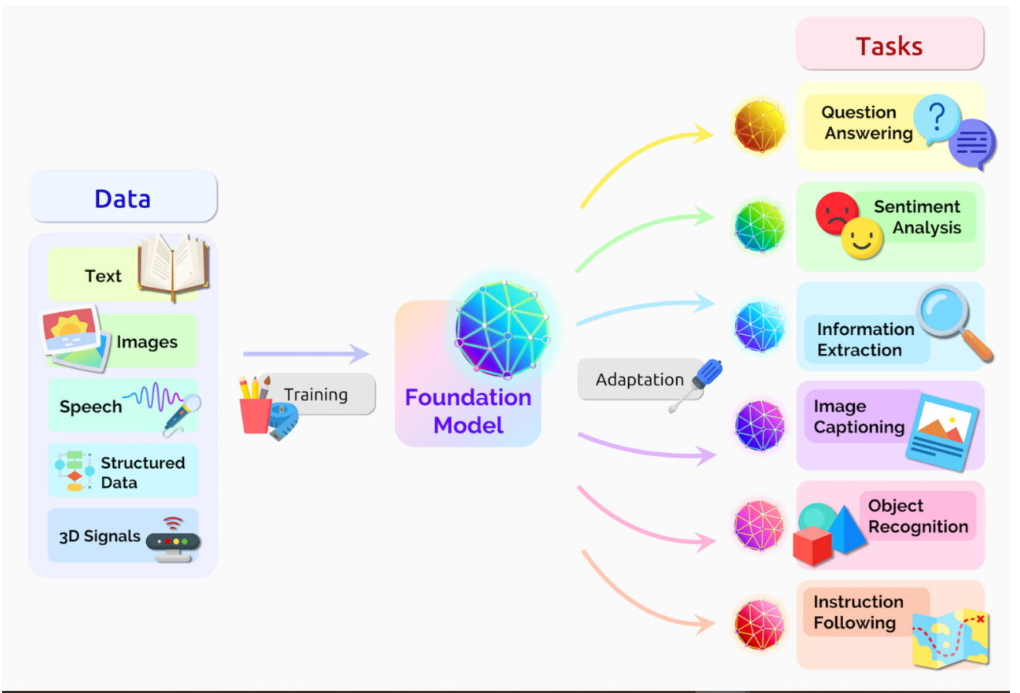 Data
Text
Images
Speech
Structured
Data
3D Signals
Training
Foundation
Model
Adaptation
Tasks
Question
Answering
Sentiment
Analysis
Information
Extraction
Image
Captioning
Object
Recognition
Instruction
Following